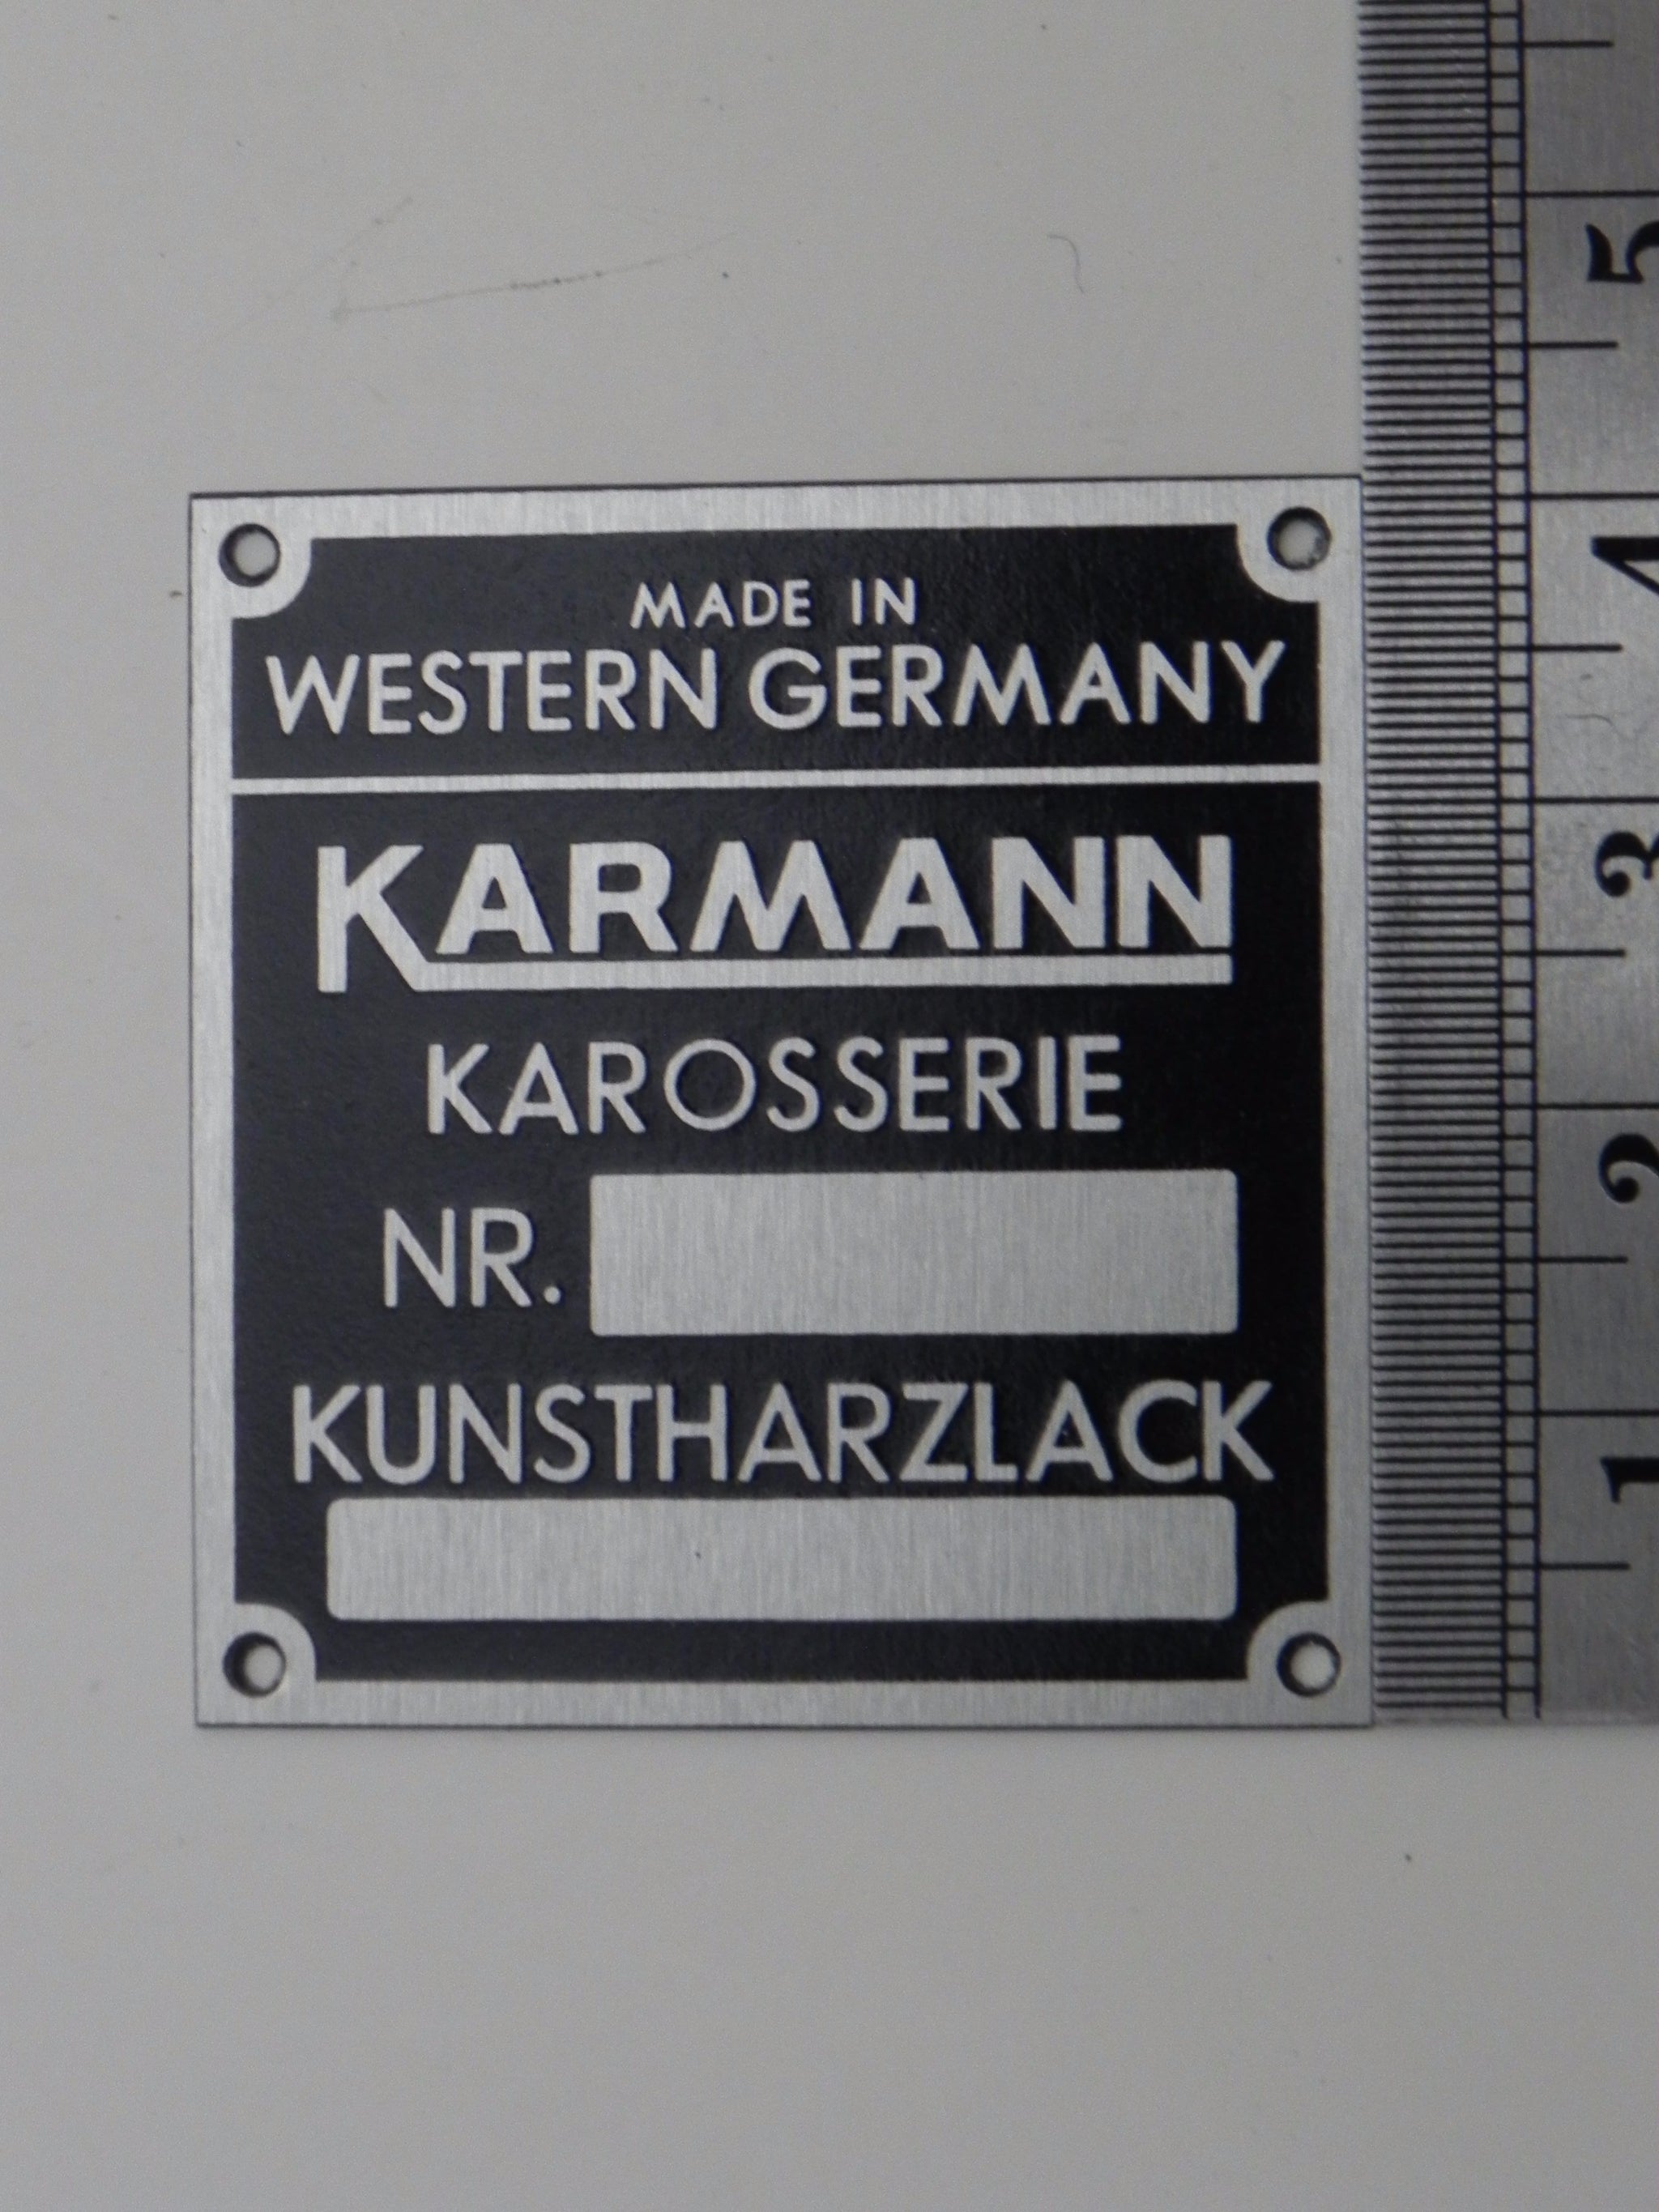 MADE IN
WESTERN GERMANY
KARMANN
KAROSSERIE
NR.
KUNSTHARZLACK
5
4
3
2
1